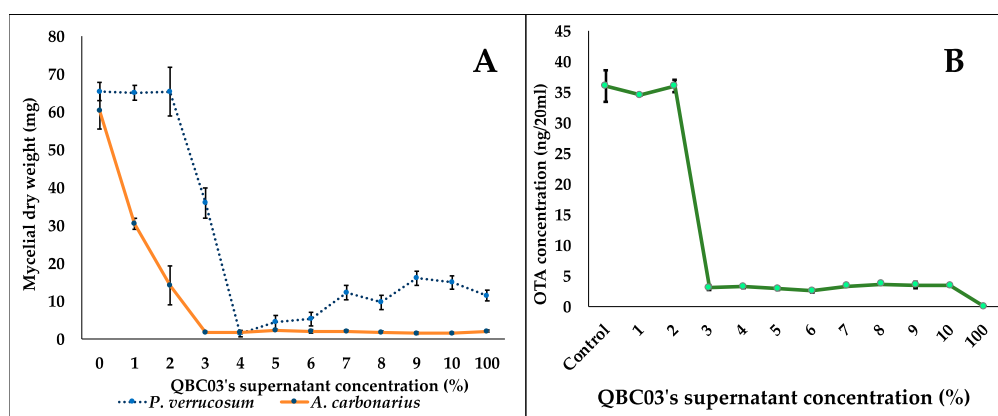 A
Mycelial dry weight (mg)
80
70
60
50
40
30
20
10
0
0 1 2 3 4 5 6 7 8 9 10 100
QBC03's supernatant concentration (%)
P. verrucosum A. carbonarius
B
OTA concentration (ng/20ml)
45
40
35
30
25
20
15
10
5
0
Control 1 2 3 4 5 6 7 8 9 10 100
QBC03's supernatant concentration (%)